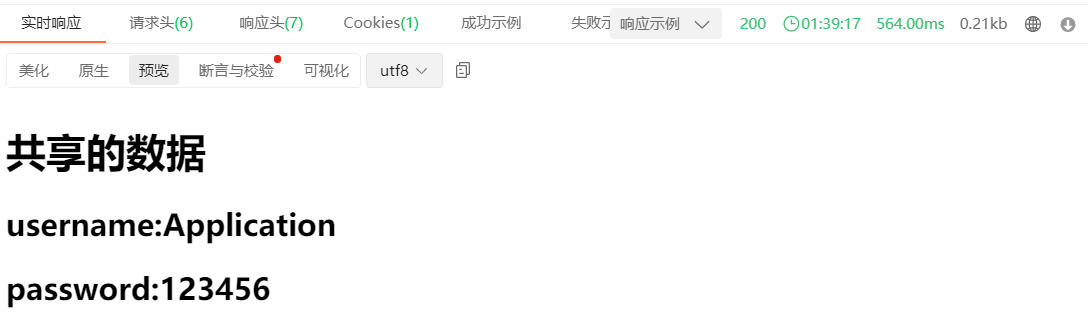 实时响应 请求头(6) 响应头(7) Cookies(1) 成功示例 失败示 响应示例 200 01:39:17 564.00ms 0.21kb
美化 原生 预览 断言与校验 可视化 utf8
共享的数据
username:Application
password:123456